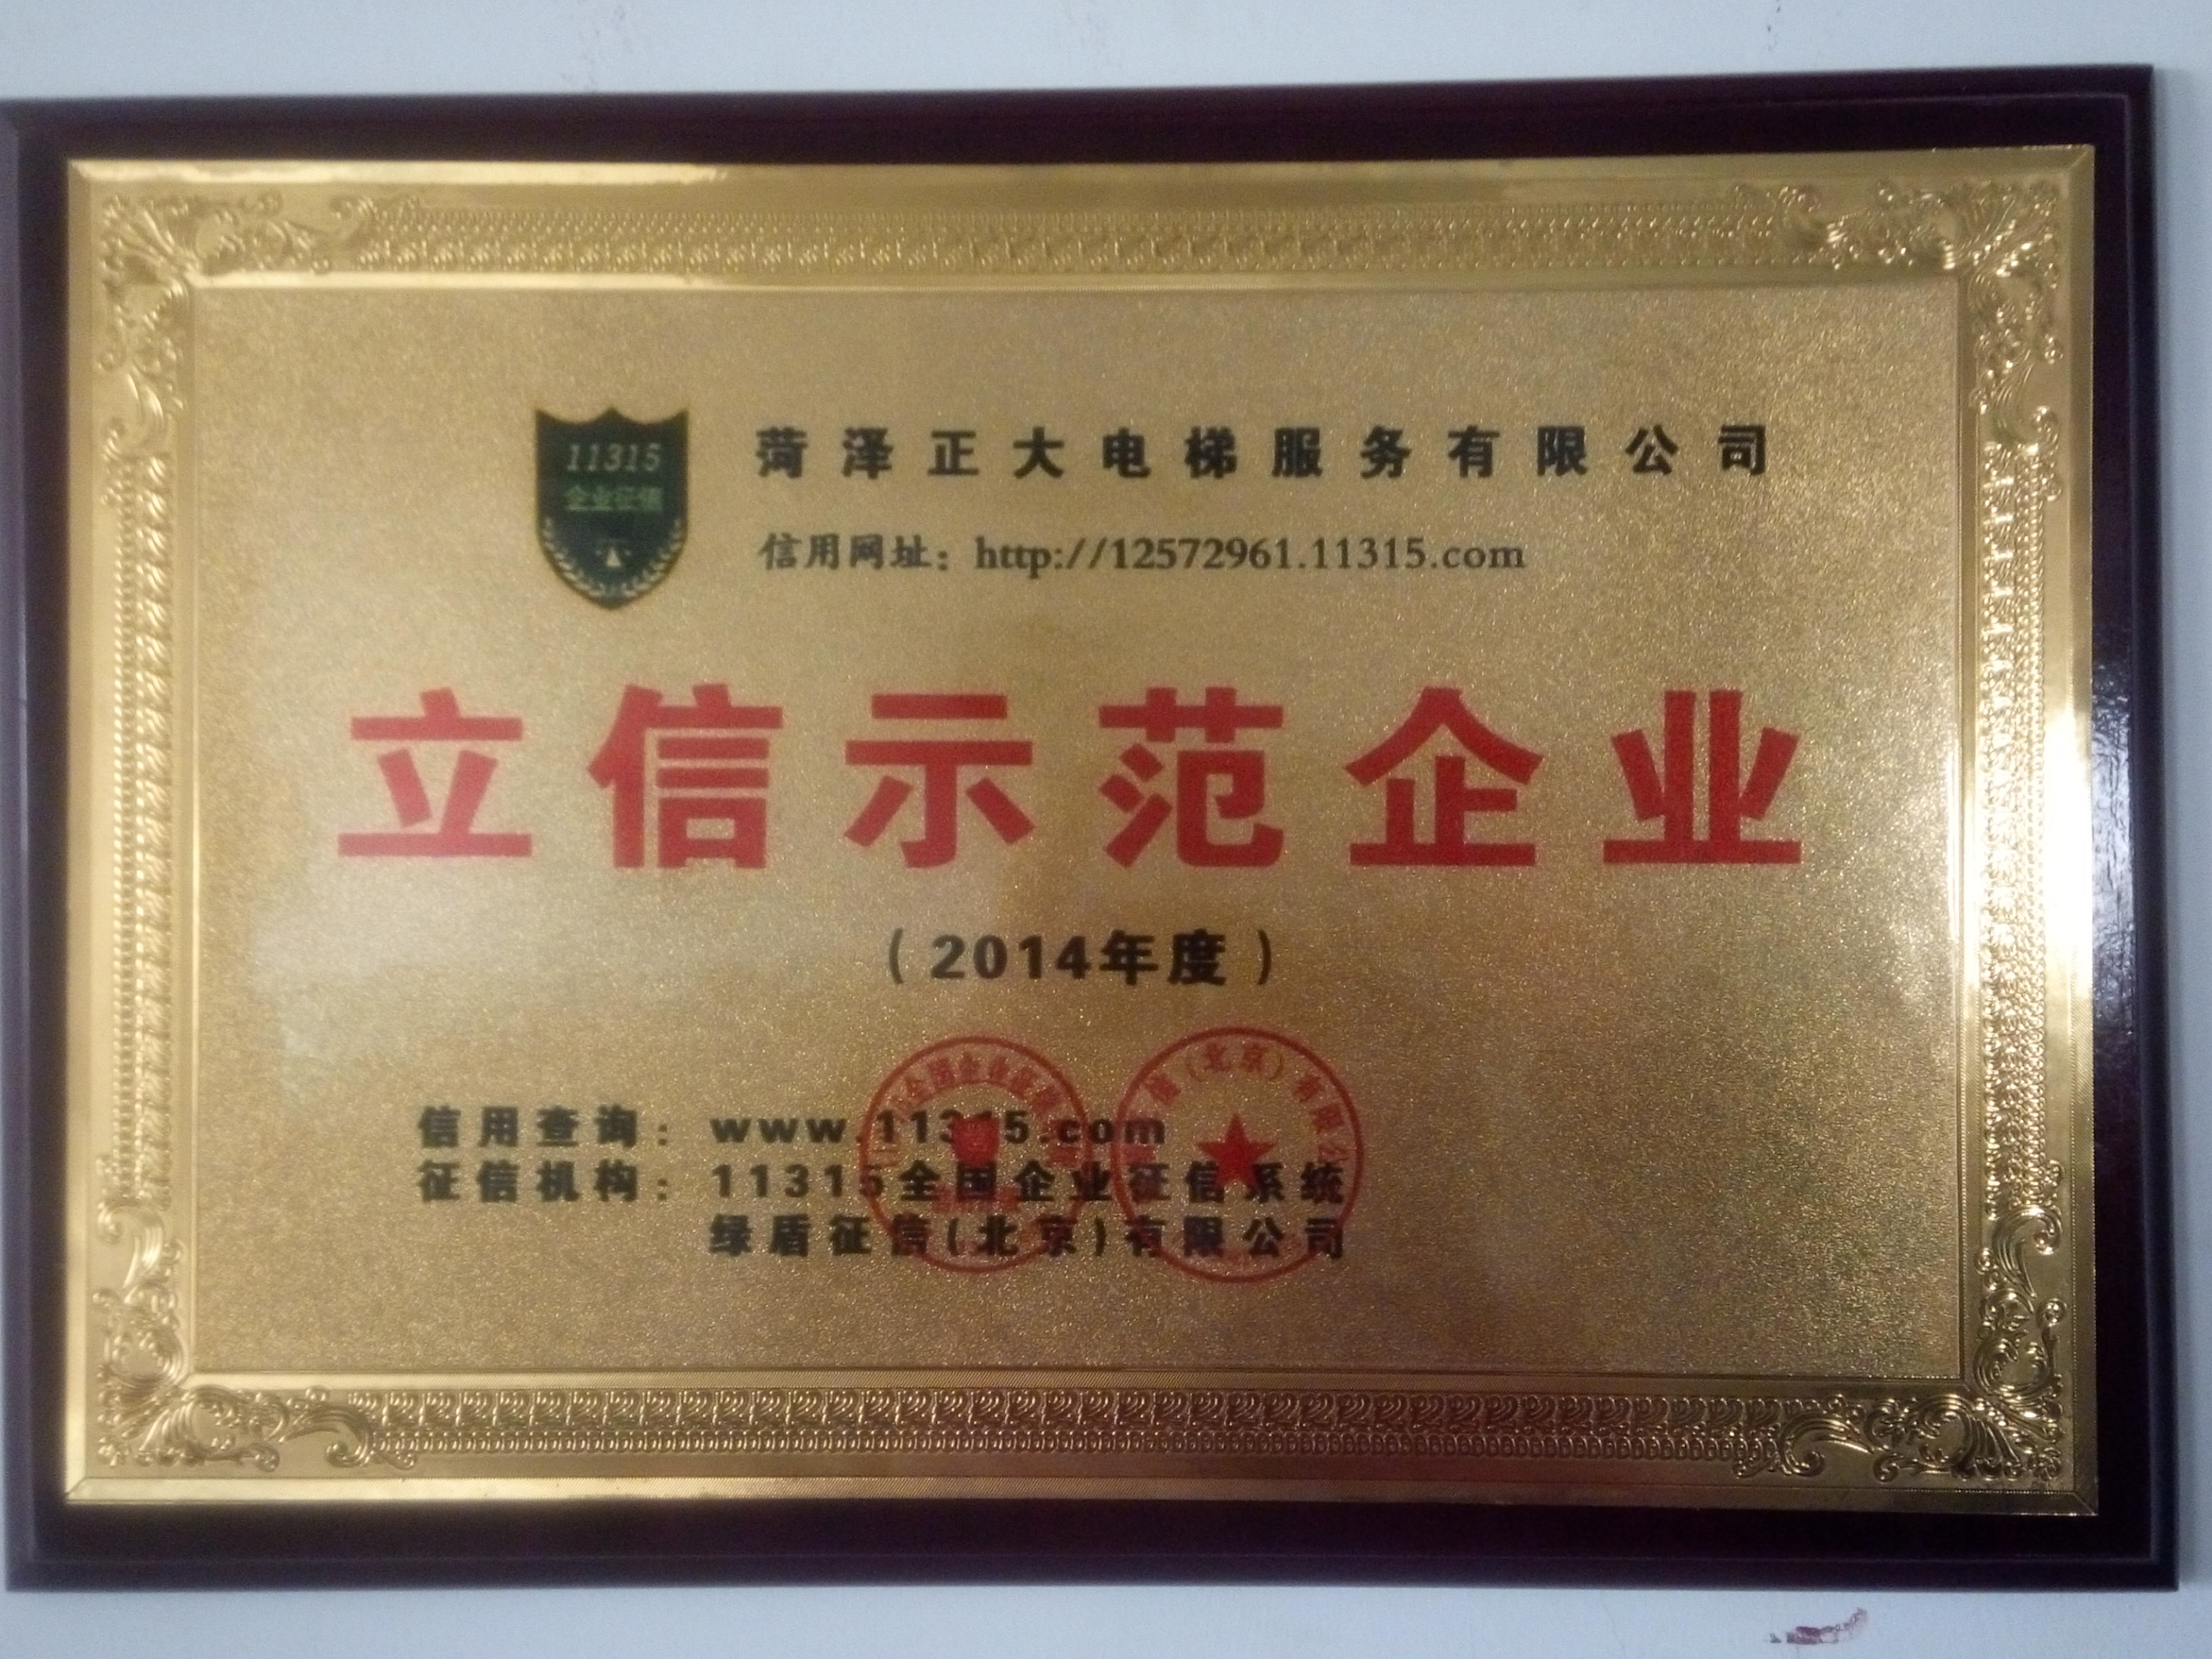 11315
企业征信
菏泽正大电梯服务有限公司
信用网址：http://12572961.11315.com
立信示范企业
（2014年度）
信用查询：www.11315.com
征信机构：11315全国企业征信系统
绿盾征信(北京)有限公司